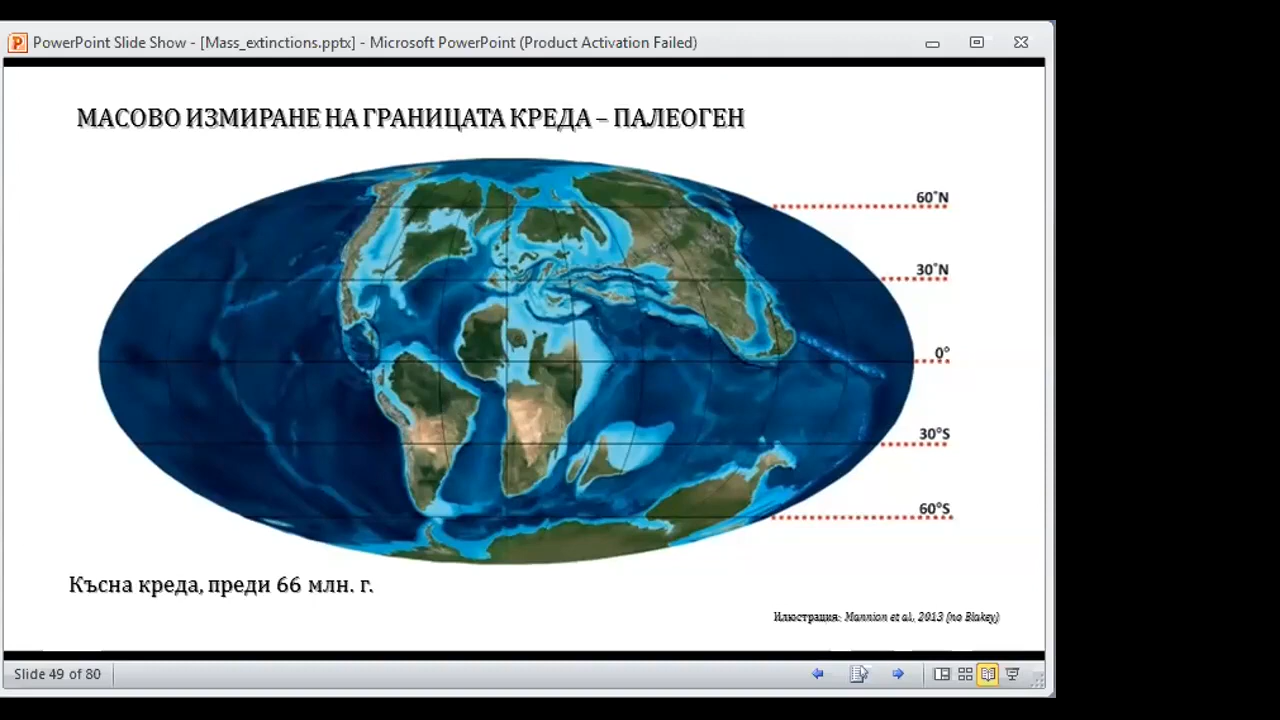 PowerPoint Slide Show - [Mass_extinctions.pptx] - Microsoft PowerPoint (Product Activation Failed)
МАСОВО ИЗМИРАНЕ НА ГРАНИЦАТА КРЕДА – ПАЛЕОГЕН
60°N
30°N
0°
30°S
60°S
Късна креда, преди 66 млн. г.
Илюстрация: Mannion et al, 2013 (по Blakey)
Slide 49 of 80